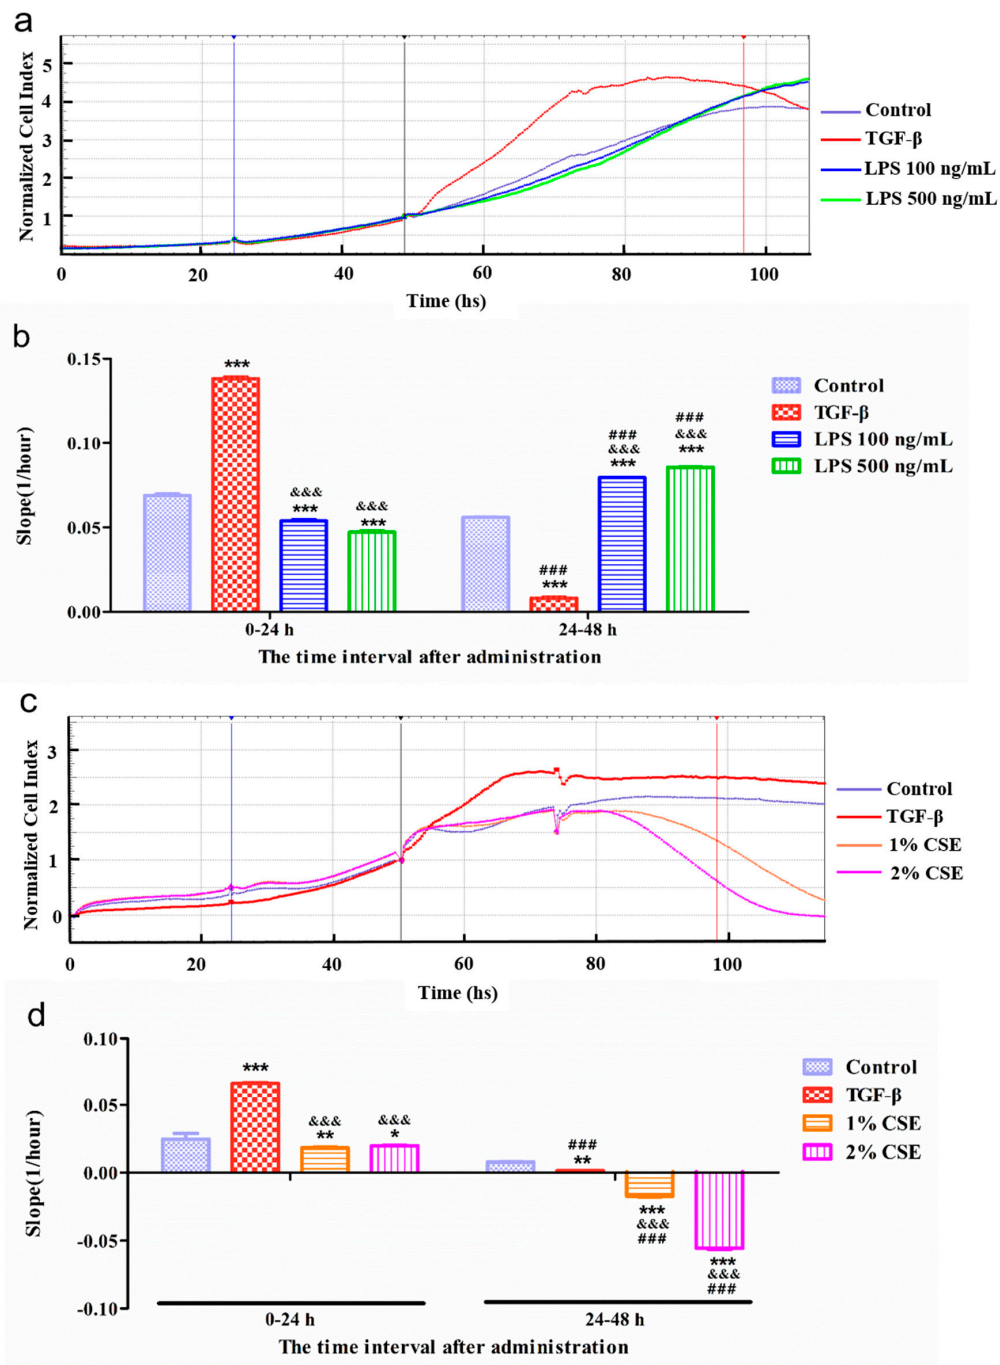 a
Normalized Cell Index
5
4
3
2
1
0 20 40 60 80 100
Time (hs)
Control
TGF-β
LPS 100 ng/mL
LPS 500 ng/mL
b
Slope(1/hour)
0.15
0.10
0.05
0.00
***
&&&
***
&&&
***
###
***
###
&&&
***
###
&&&
***
0-24 h 24-48 h
The time interval after administration
Control
TGF-β
LPS 100 ng/mL
LPS 500 ng/mL
c
Normalized Cell Index
3
2
1
0
0 20 40 60 80 100
Time (hs)
Control
TGF-β
1% CSE
2% CSE
d
Slope(1/hour)
0.10
0.05
0.00
-0.05
-0.10
***
&&&
**
&&&
*
###
**
***
&&&
###
***
&&&
###
0-24 h 24-48 h
The time interval after administration
Control
TGF-β
1% CSE
2% CSE